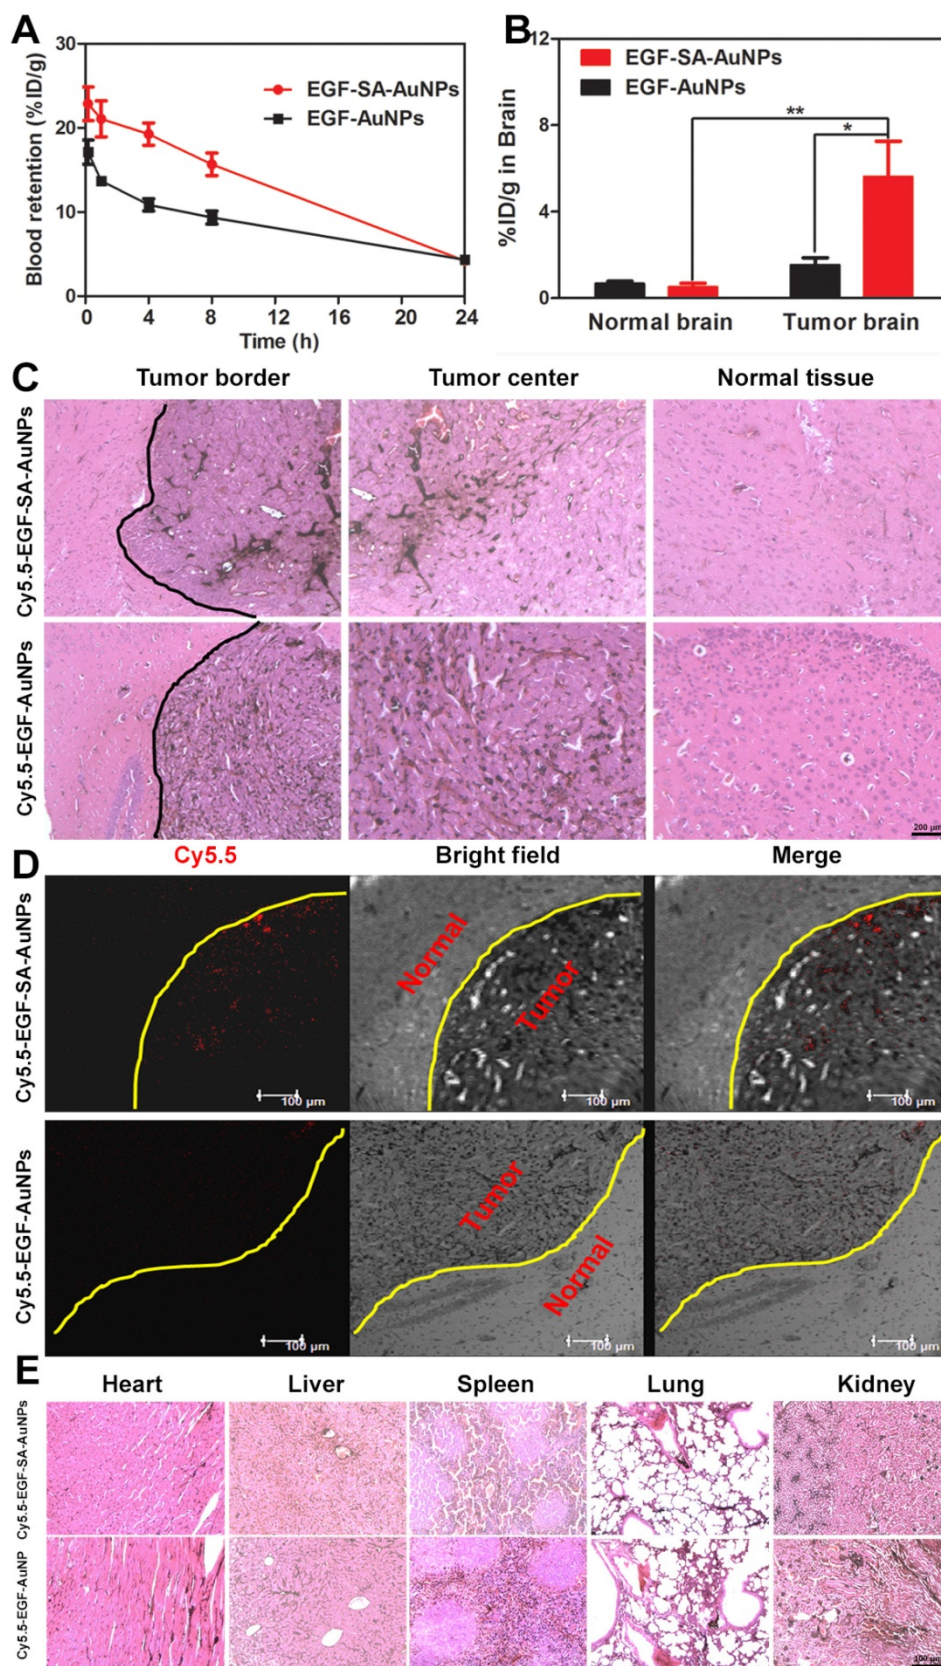 A
Blood retention (%ID/g)
30
20
10
0
EGF-SA-AuNPs
EGF-AuNPs
0 4 8 12 16 20 24
Time (h)
B
%ID/g in Brain
12
8
4
0
EGF-SA-AuNPs
EGF-AuNPs
**
*
Normal brain Tumor brain
C
Tumor border Tumor center Normal tissue
Cy5.5-EGF-SA-AuNPs
Cy5.5-EGF-AuNPs
200 µm
D
Cy5.5 Bright field Merge
Cy5.5-EGF-SA-AuNPs
Normal
Tumor
100 µm 100 µm 100 µm
Cy5.5-EGF-AuNPs
Tumor
Normal
100 µm 100 µm 100 µm
E
Heart Liver Spleen Lung Kidney
Cy5.5-EGF-SA-AuNPs
Cy5.5-EGF-AuNP
100 µm